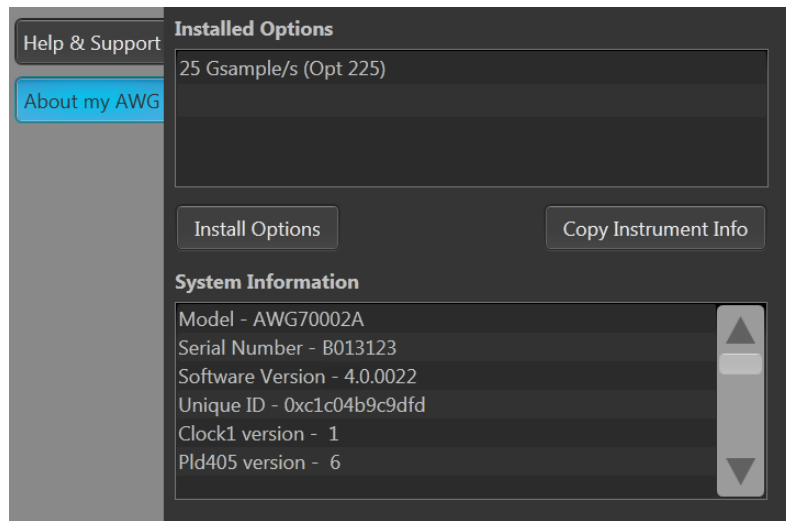 Help & Support
About my AWG
Installed Options
25 Gsample/s (Opt 225)
Install Options
Copy Instrument Info
System Information
Model - AWG70002A
Serial Number - B013123
Software Version - 4.0.0022
Unique ID - 0xc1c04b9c9dfd
Clock1 version - 1
Pld405 version - 6